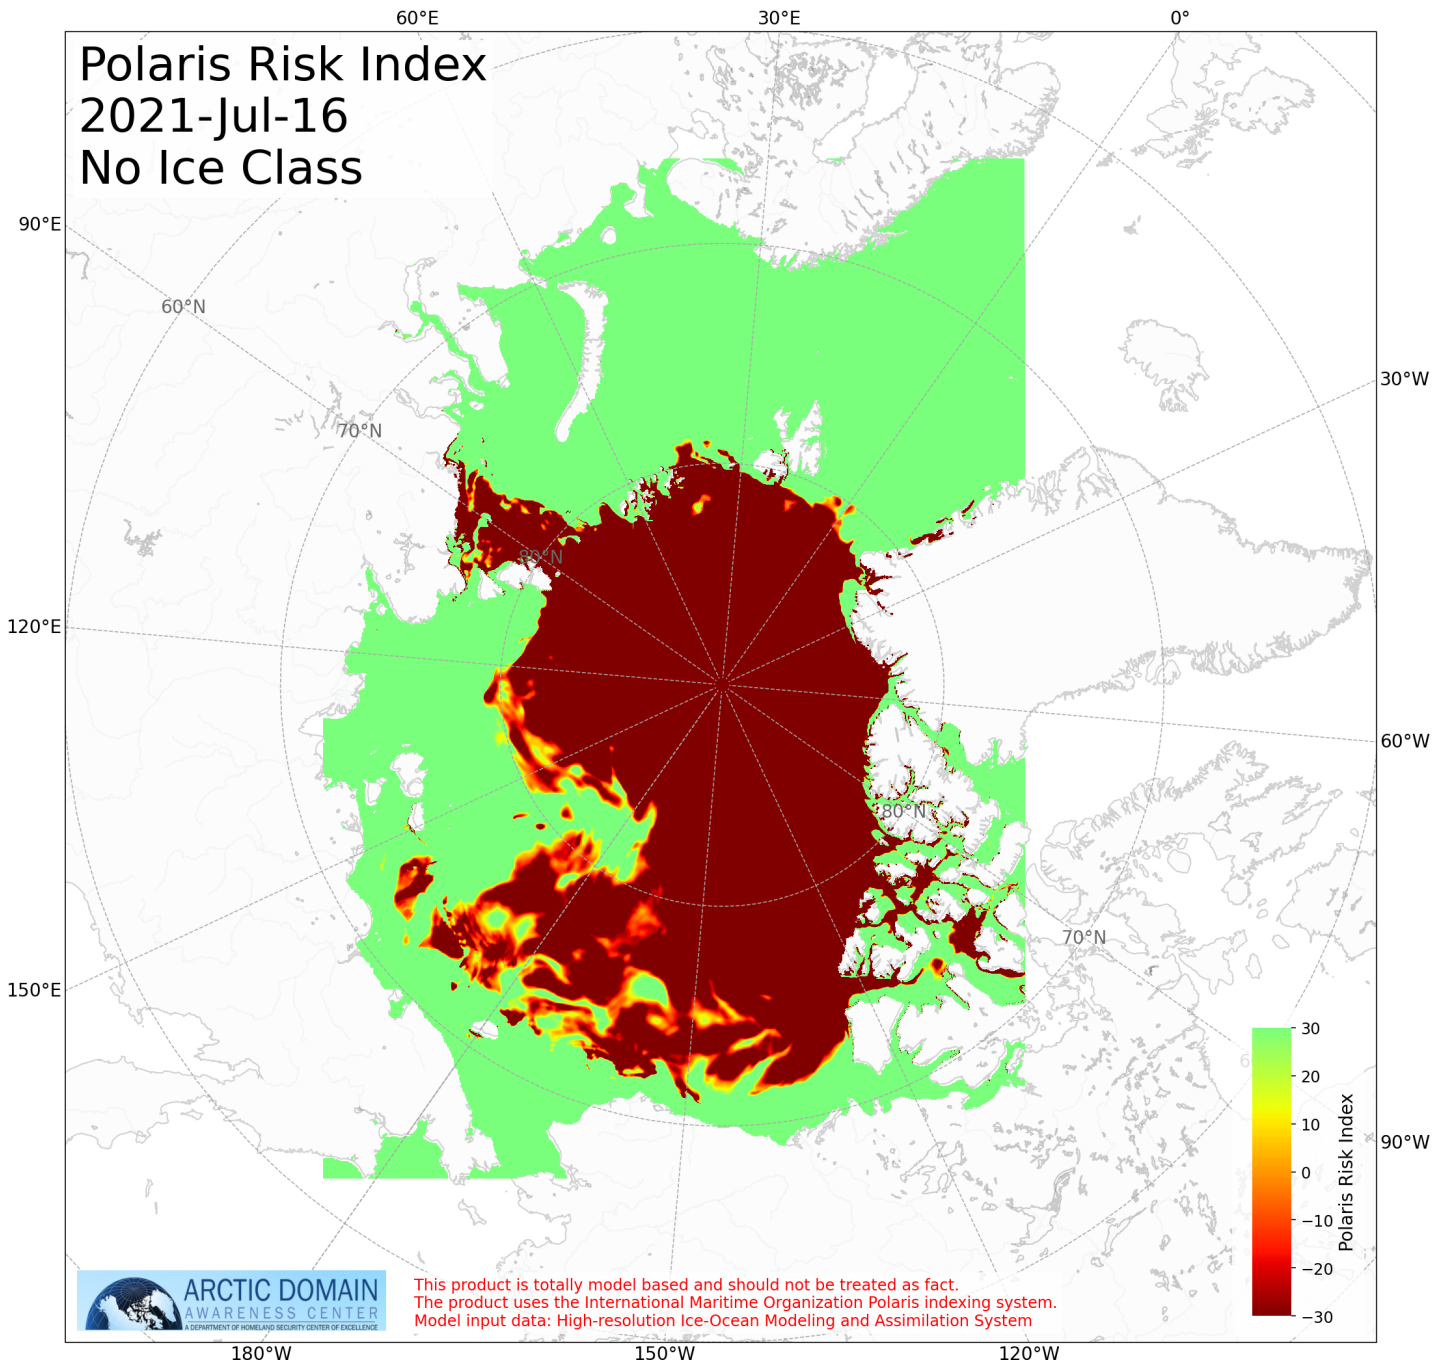 60°E 30°E 0°
Polaris Risk Index
2021-Jul-16
No Ice Class
90°E
60°N
30°W
70°N
80°N
120°E
60°W
80°N
70°N
150°E
30
20
10
0
−10
−20
−30
Polaris Risk Index
90°W
ARCTIC DOMAIN
AWARENESS CENTER
A DEPARTMENT OF HOMELAND SECURITY CENTER OF EXCELLENCE
This product is totally model based and should not be treated as fact.
The product uses the International Maritime Organization Polaris indexing system.
Model input data: High-resolution Ice-Ocean Modeling and Assimilation System
180°W 150°W 120°W